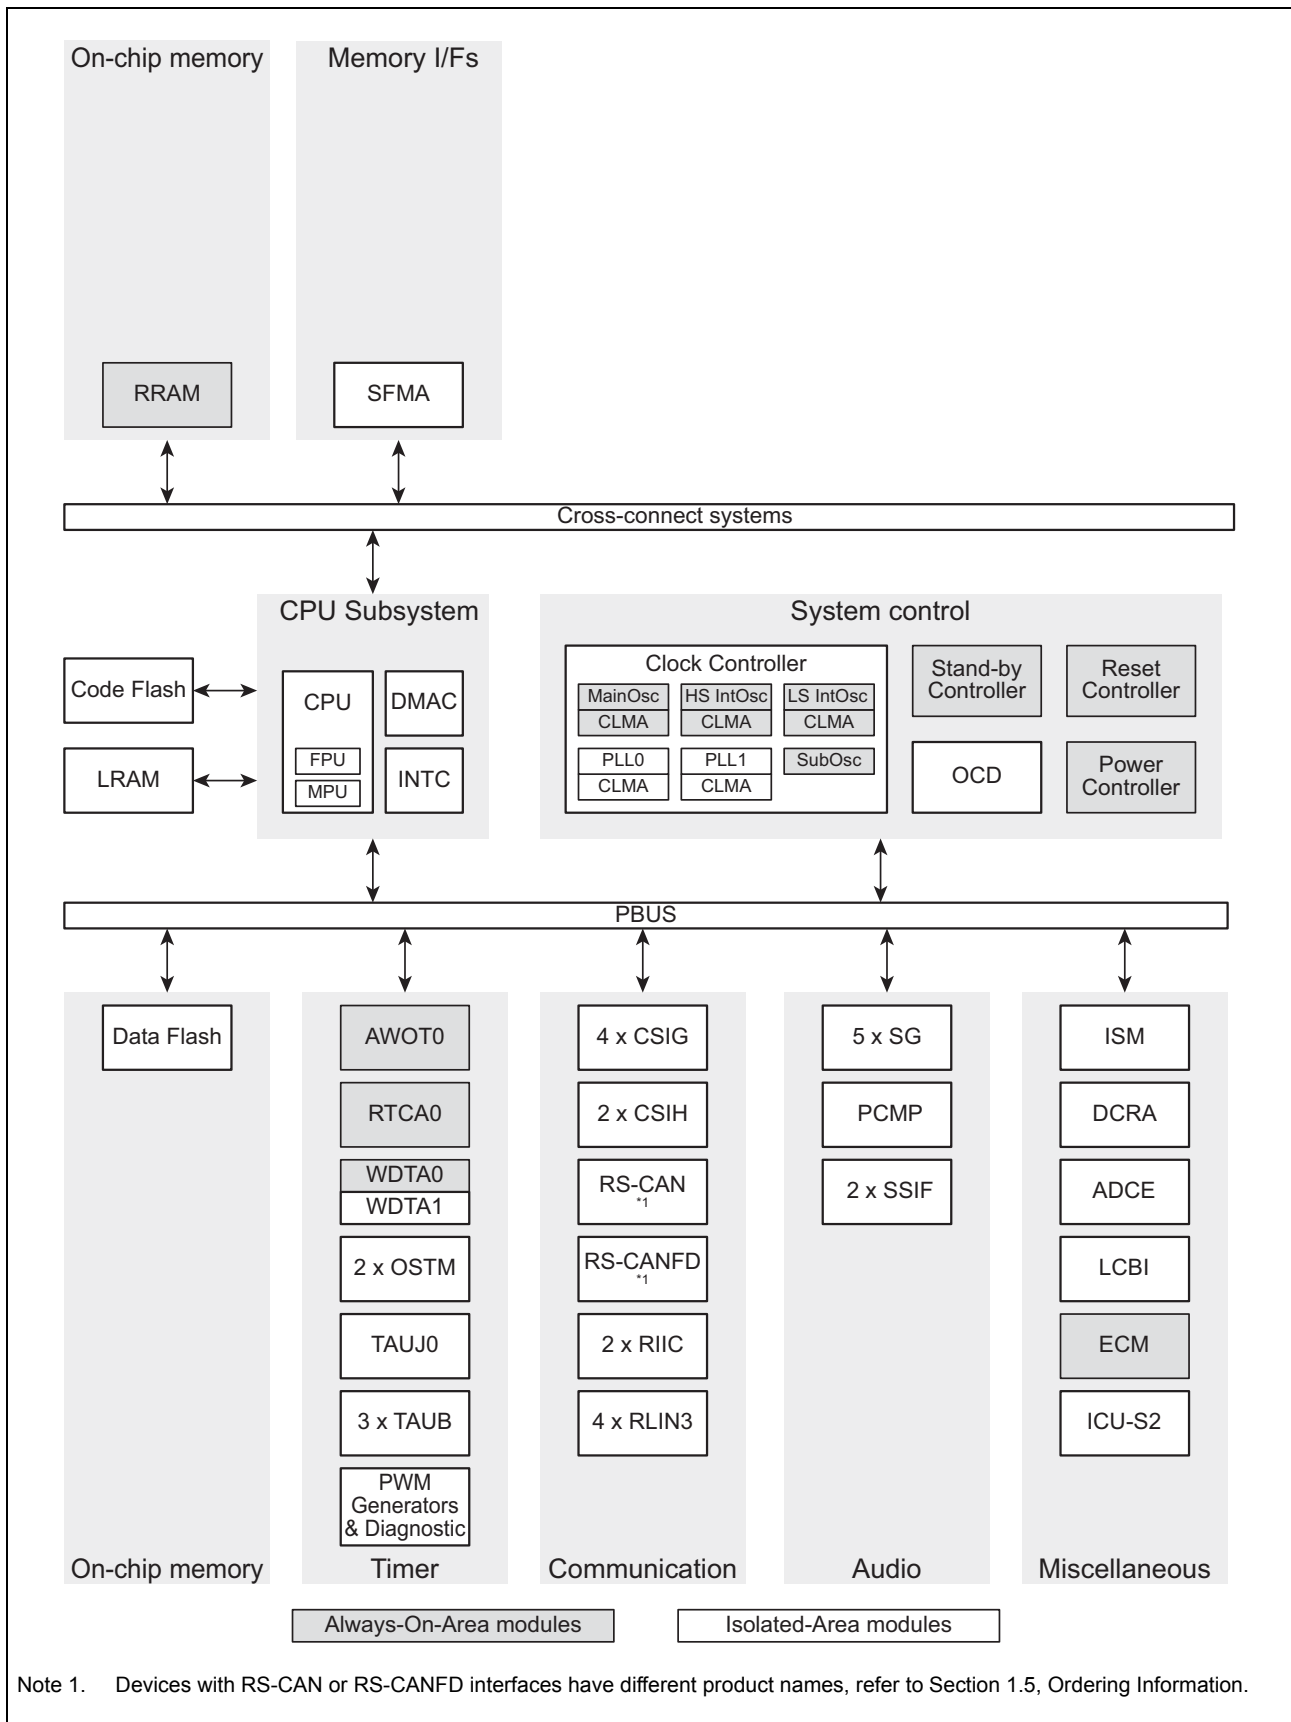 On-chip memory
Memory I/Fs
RRAM
SFMA
Cross-connect systems
CPU Subsystem
System control
Code Flash
LRAM
CPU
FPU
MPU
DMAC
INTC
Clock Controller
MainOsc
CLMA
HS IntOsc
CLMA
LS IntOsc
CLMA
PLL0
CLMA
PLL1
CLMA
SubOsc
Stand-by
Controller
Reset
Controller
OCD
Power
Controller
PBUS
Data Flash
On-chip memory
AWOT0
RTCA0
WDTA0
WDTA1
2 x OSTM
TAUJ0
3 x TAUB
PWM
Generators
& Diagnostic
Timer
4 x CSIG
2 x CSIH
RS-CAN
*1
RS-CANFD
*1
2 x RIIC
4 x RLIN3
Communication
5 x SG
PCMP
2 x SSIF
Audio
ISM
DCRA
ADCE
LCBI
ECM
ICU-S2
Miscellaneous
Always-On-Area modules
Isolated-Area modules
Note 1. Devices with RS-CAN or RS-CANFD interfaces have different product names, refer to Section 1.5, Ordering Information.